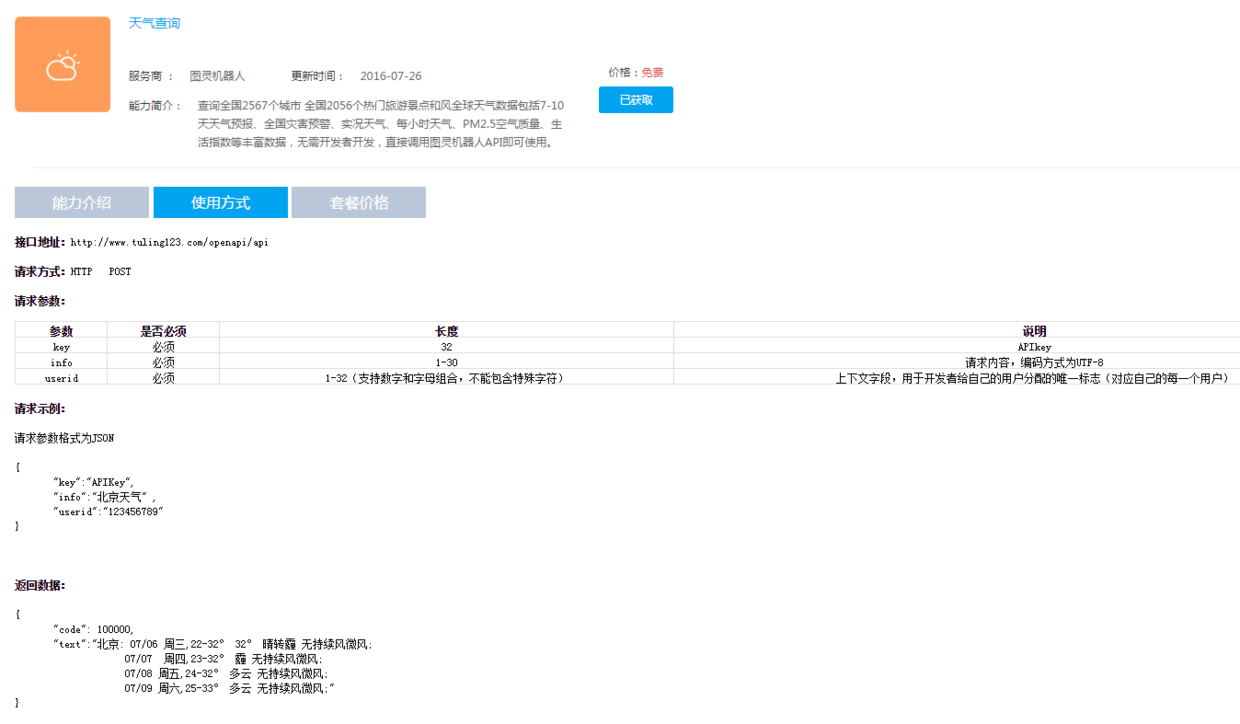 天气查询
服务商： 图灵机器人 更新时间： 2016-07-26
价格：免费
能力简介： 查询全国2567个城市 全国2056个热门旅游景点和风全球天气数据包括7-10
天天气预报、全国灾害预警、实况天气、每小时天气、PM2.5空气质量、生
活指数等丰富数据，无需开发者开发，直接调用图灵机器人API即可使用。
已获取
能力介绍 使用方式 套餐价格
接口地址：http://www.tuling123.com/openapi/api
请求方式：HTTP POST
请求参数：
参数 是否必须 长度 说明
key 必须 32 APIkey
info 必须 1-30 请求内容，编码方式为UTF-8
userid 必须 1-32（支持数字和字母组合，不能包含特殊字符） 上下文字段，用于开发者给自己的用户分配的唯一标志（对应自己的每一个用户）
请求示例：
请求参数格式为JSON
{
"key":"APIKey",
"info":"北京天气" ,
"userid":"123456789"
}
返回数据：
{
"code": 100000,
"text":"北京: 07/06 周三,22-32° 32° 晴转霾 无持续风微风;
07/07 周四,23-32° 霾 无持续风微风;
07/08 周五,24-32° 多云 无持续风微风;
07/09 周六,25-33° 多云 无持续风微风;"
}